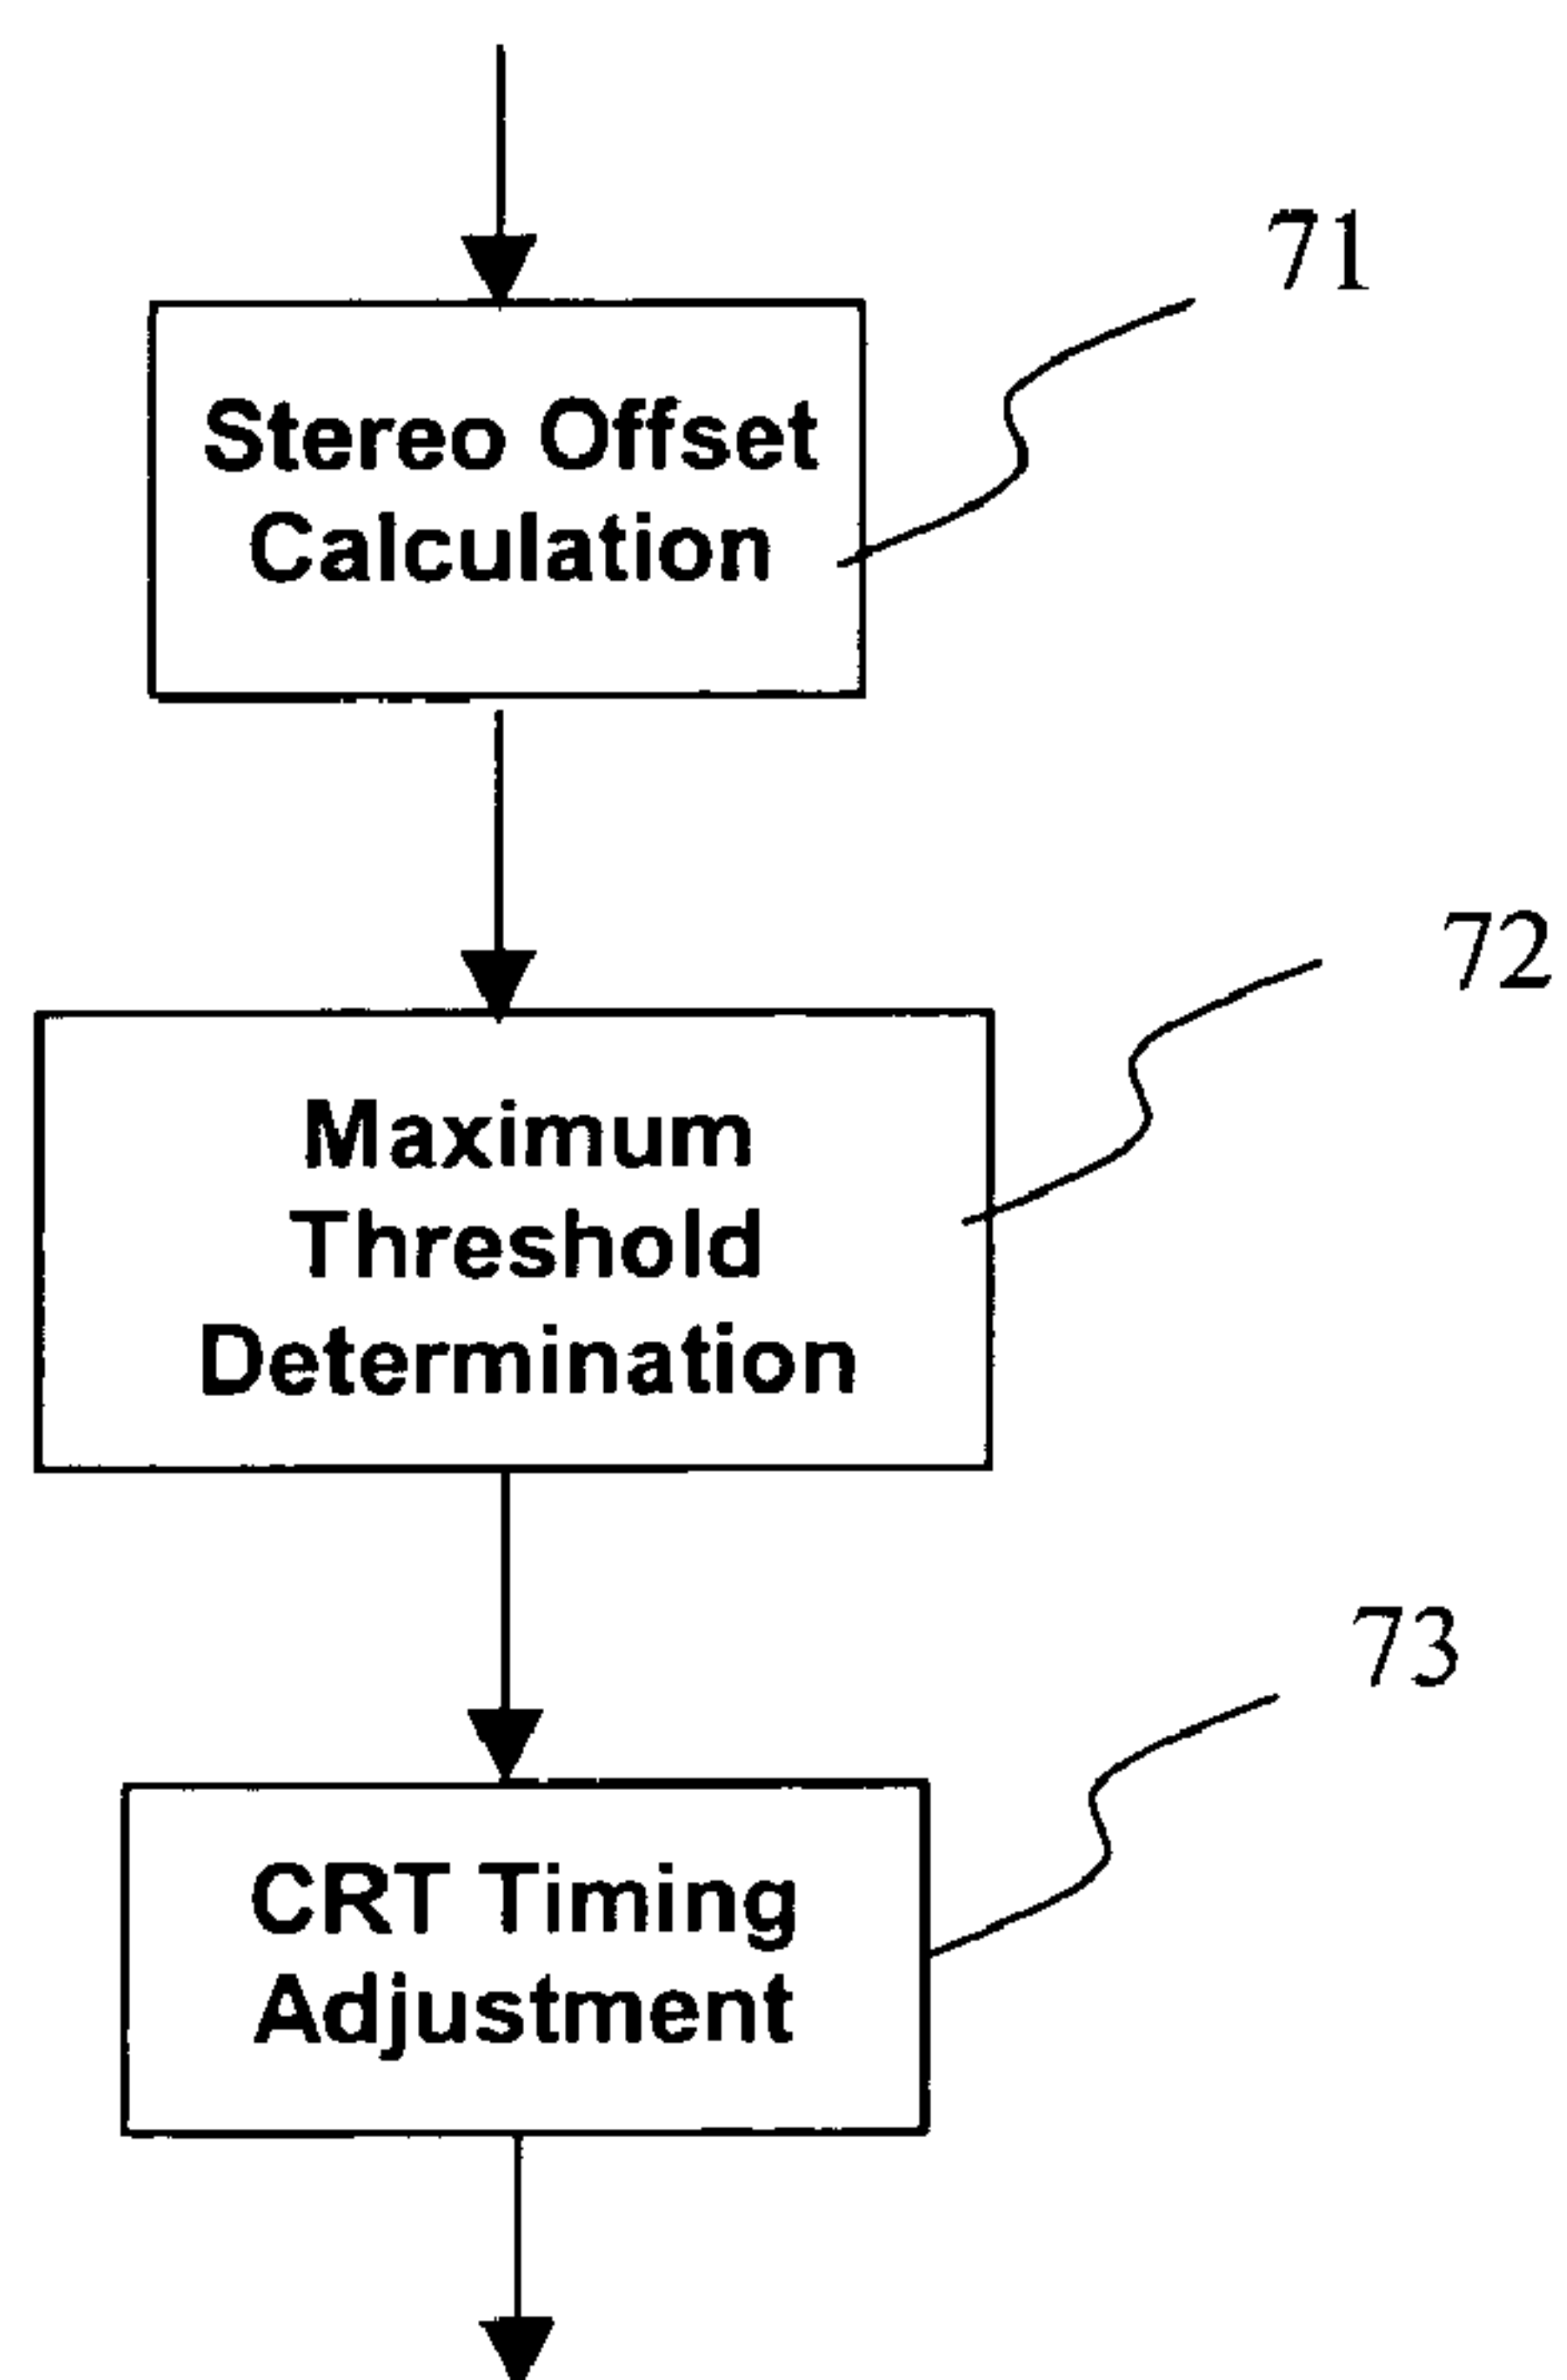 71
Stereo Offset
Calculation
72
Maximum
Threshold
Determination
73
CRT Timing
Adjustment